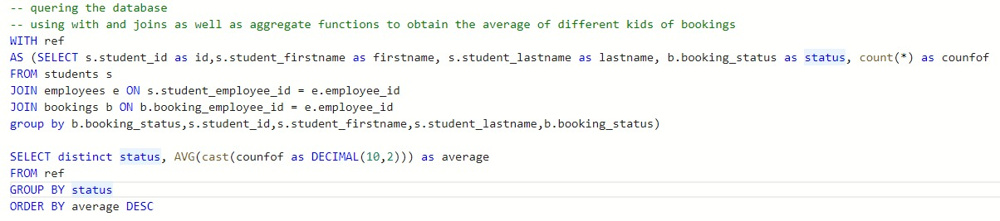 -- quering the database
-- using with and joins as well as aggregate functions to obtain the average of different kids of bookings
WITH ref
AS (SELECT s.student_id as id,s.student_firstname as firstname, s.student_lastname as lastname, b.booking_status as status, count(*) as counfof
FROM students s
JOIN employees e ON s.student_employee_id = e.employee_id
JOIN bookings b ON b.booking_employee_id = e.employee_id
group by b.booking_status,s.student_id,s.student_firstname,s.student_lastname,b.booking_status)

SELECT distinct status, AVG(cast(counfof as DECIMAL(10,2))) as average
FROM ref
GROUP BY status
ORDER BY average DESC